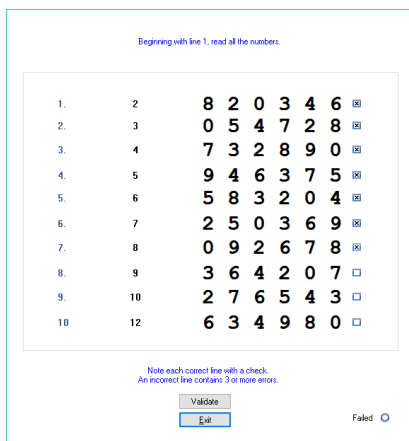 Beginning with line 1, read all the numbers.
1. 2 8 2 0 3 4 6
2. 3 0 5 4 7 2 8
3. 4 7 3 2 8 9 0
4. 5 9 4 6 3 7 5
5. 6 5 8 3 2 0 4
6. 7 2 5 0 3 6 9
7. 8 0 9 2 6 7 8
8. 9 3 6 4 2 0 7
9. 10 2 7 6 5 4 3
10 12 6 3 4 9 8 0
Note each correct line with a check.
An incorrect line contains 3 or more errors.
Validate
Exit Failed